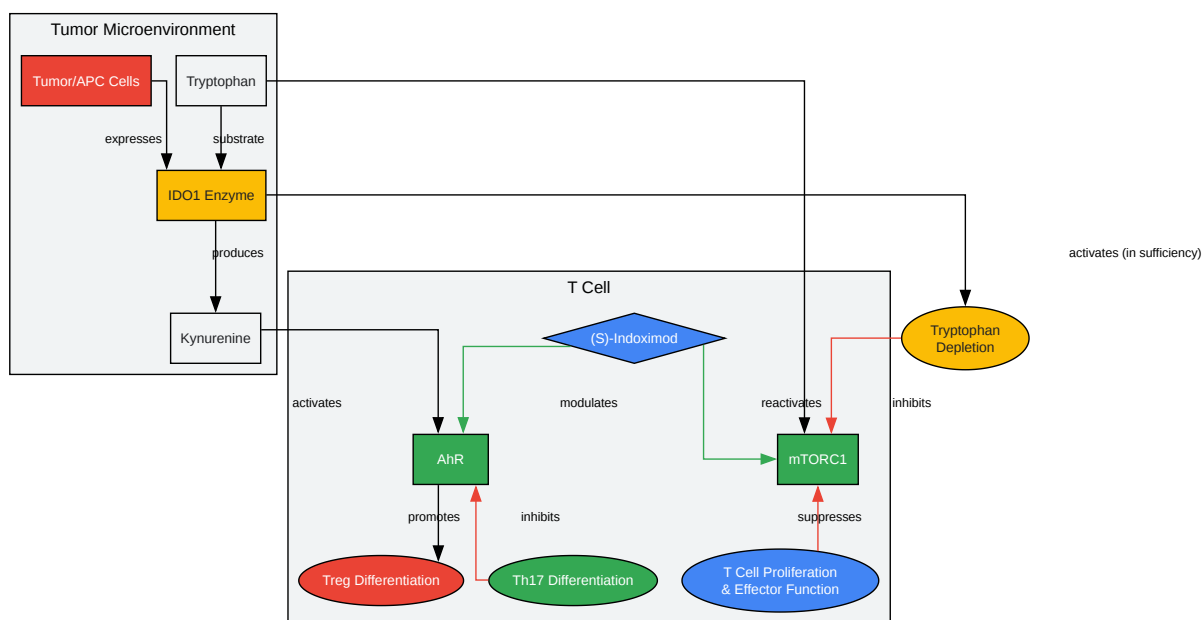 Tumor Microenvironment
Tumor/APC Cells
Tryptophan
expresses
substrate
IDO1 Enzyme
produces
activates (in sufficiency)
T Cell
Kynurenine
(S)-Indoximod
Tryptophan
Depletion
activates
modulates
reactivates
inhibits
AhR
mTORC1
promotes
inhibits
suppresses
Treg Differentiation
Th17 Differentiation
T Cell Proliferation
& Effector Function